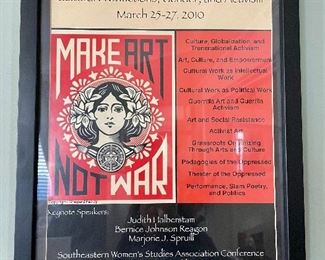 March 25-27, 2010
MAKE ART
NOT WAR
Culture, Globalization, and
Transnational Activism
Art, Culture, and Empowerment
Cultural Work as Intellectual
Work
Cultural Work as Political Work
Guerrilla Art and Guerrilla
Activism
Art and Social Resistance
Activist Art
Grassroots Organizing
Through Arts and Culture
Pedagogies of the Oppressed
Theater of the Oppressed
Performance, Slam Poetry,
and Politics
Keynote Speakers:
Judith Halberstam
Bernice Johnson Reagon
Marjorie J. Spruill
Southeastern Women's Studies Association Conference